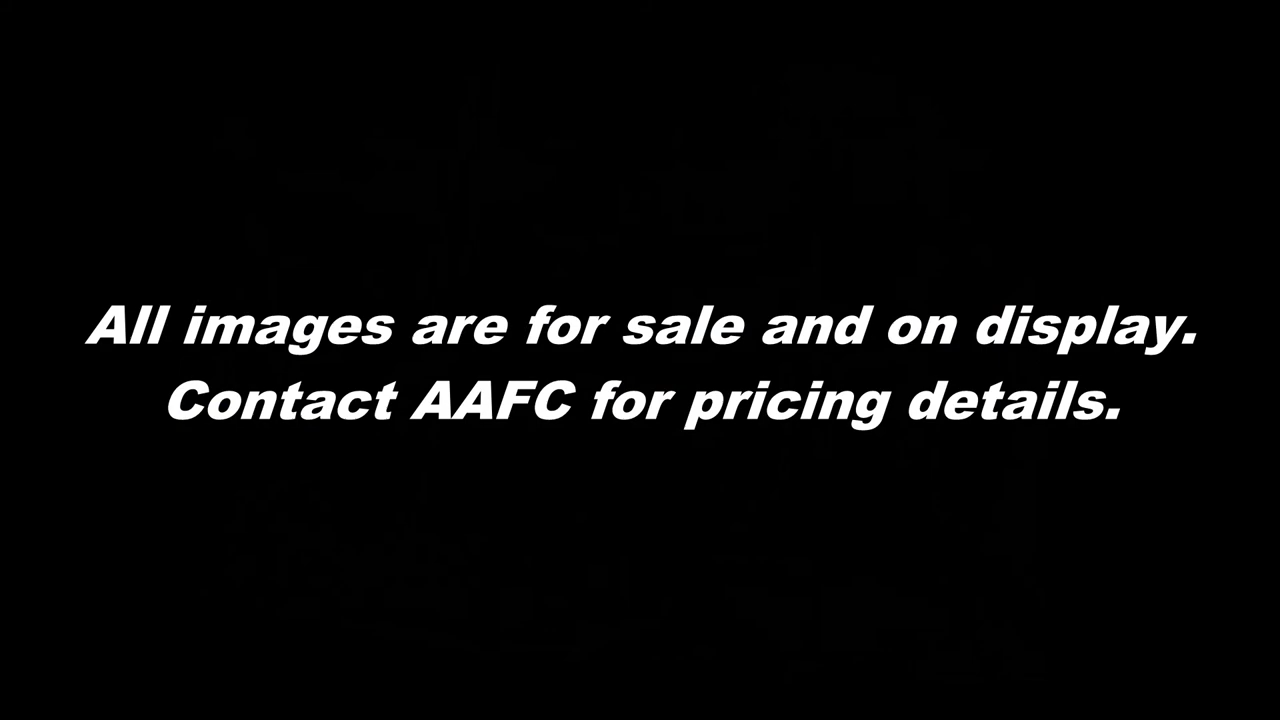 All images are for sale and on display.
Contact AAFC for pricing details.